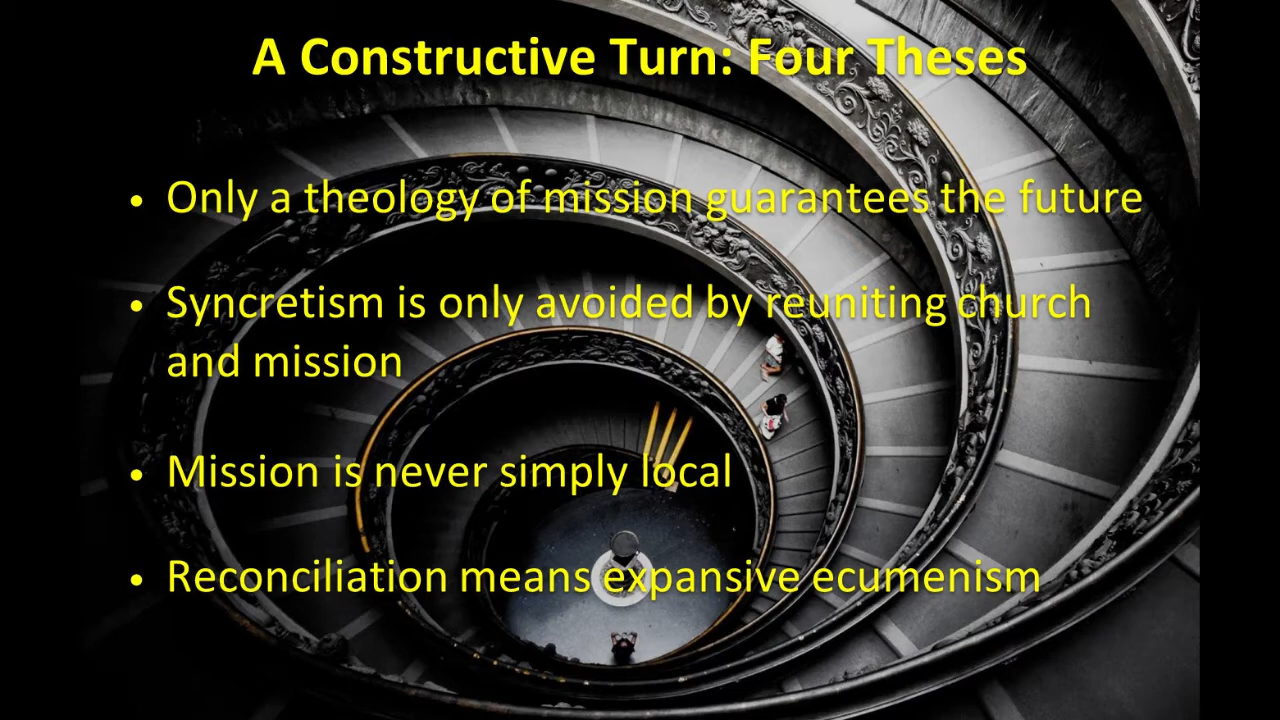 A Constructive Turn: Four Theses
• Only a theology of mission guarantees the future
• Syncretism is only avoided by reuniting church
and mission
• Mission is never simply local
• Reconciliation means expansive ecumenism